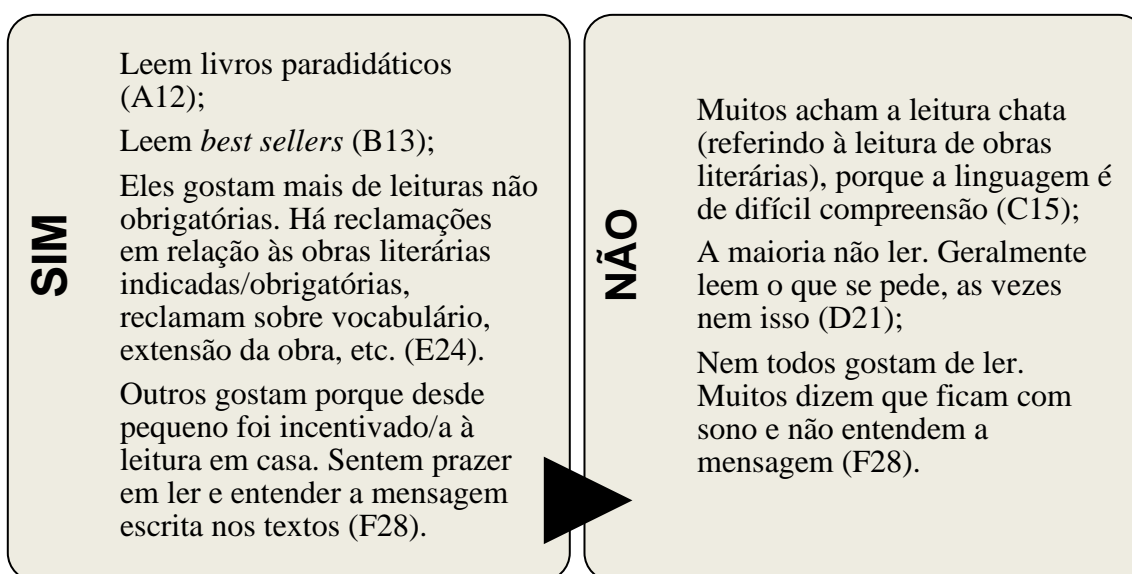 SIM
Leem livros paradidáticos
(A12);
Leem best sellers (B13);
Eles gostam mais de leituras não
obrigatórias. Há reclamações
em relação às obras literárias
indicadas/obrigatórias,
reclamam sobre vocabulário,
extensão da obra, etc. (E24).
Outros gostam porque desde
pequeno foi incentivado/a à
leitura em casa. Sentem prazer
em ler e entender a mensagem
escrita nos textos (F28).
NÃO
Muitos acham a leitura chata
(referindo à leitura de obras
literárias), porque a linguagem é
de difícil compreensão (C15);
A maioria não ler. Geralmente
leem o que se pede, as vezes
nem isso (D21);
Nem todos gostam de ler.
Muitos dizem que ficam com
sono e não entendem a
mensagem (F28).